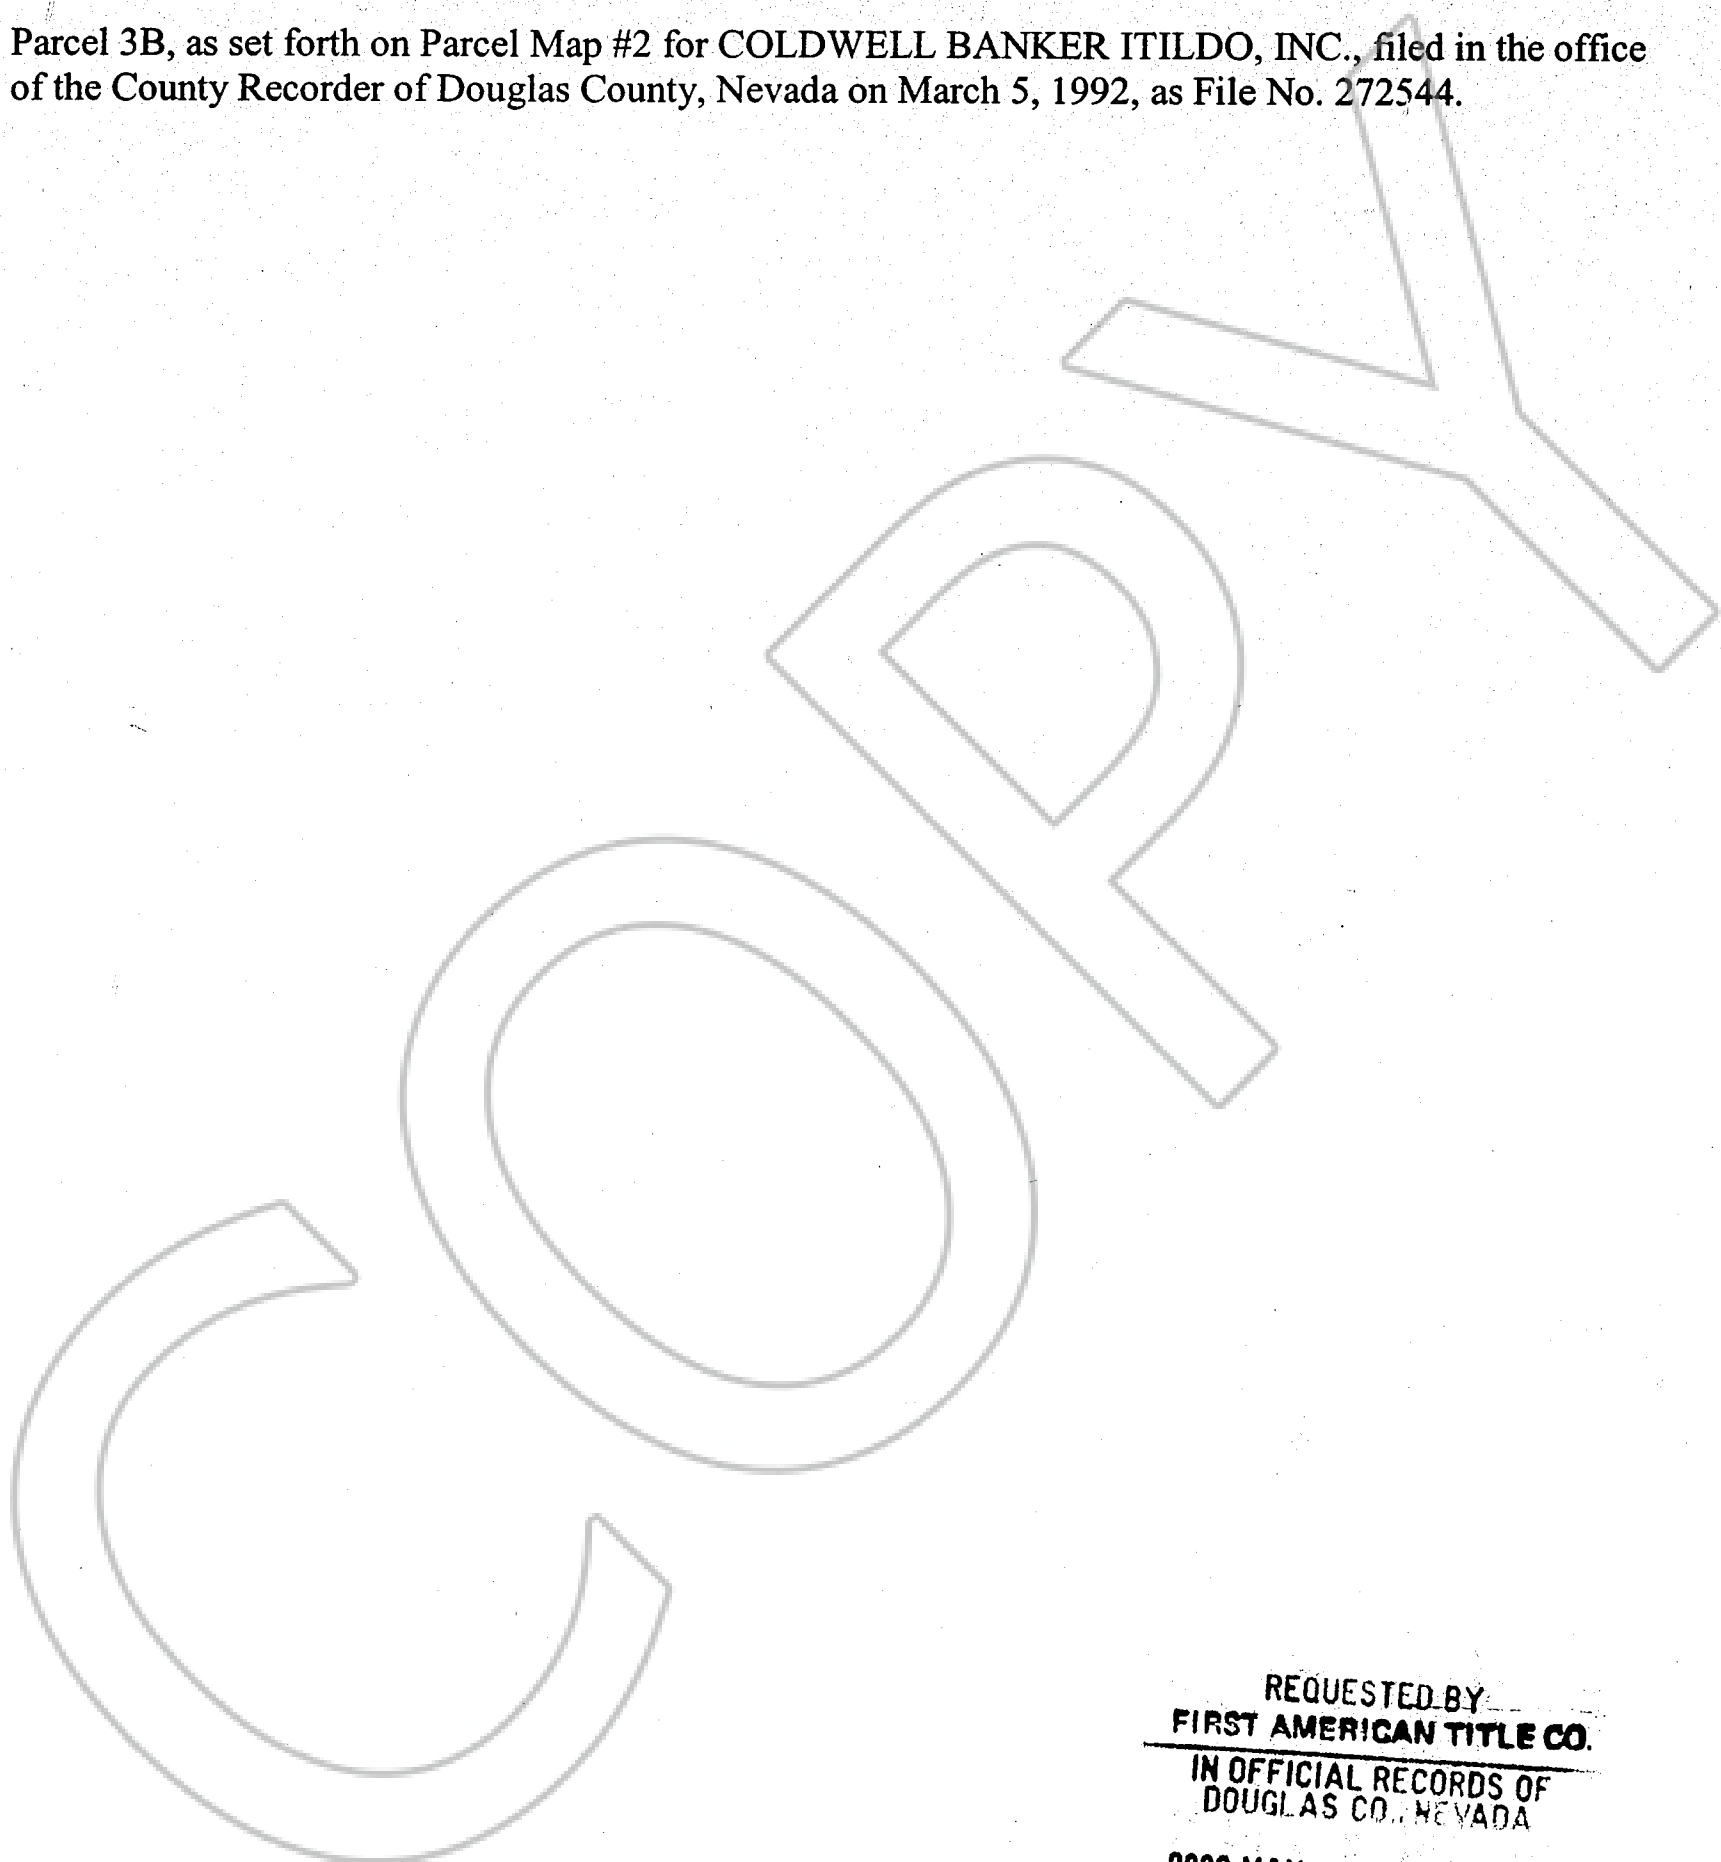 Parcel 3B, as set forth on Parcel Map #2 for COLDWELL BANKER ITILDO, INC., filed in the office
of the County Recorder of Douglas County, Nevada on March 5, 1992, as File No. 272544.
COPY
REQUESTED BY
FIRST AMERICAN TITLE CO.
IN OFFICIAL RECORDS OF
DOUGLAS CO., NEVADA